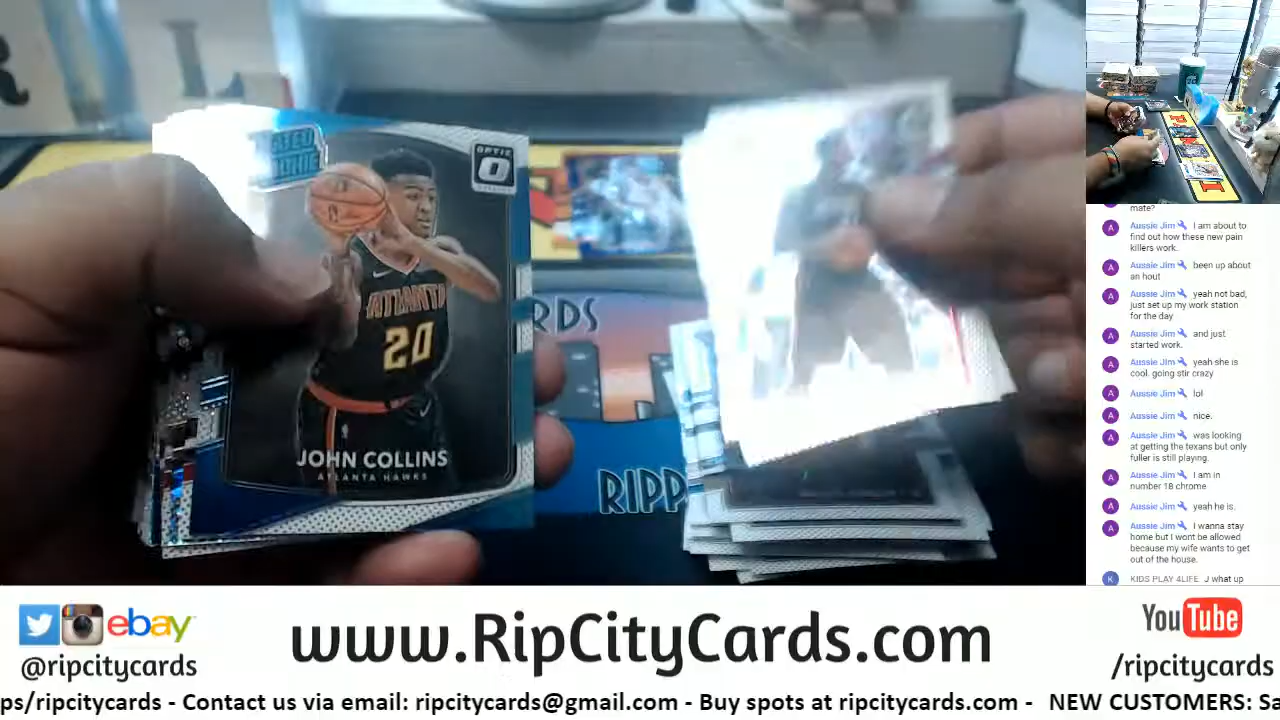 RATED
ROOKIE
OPTIC
ATLANTA
20
JOHN COLLINS
ATLANTA HAWKS
RDS
RIPP
mate?
A Aussie Jim I am about to
find out how these new pain
killers work.
A Aussie Jim been up about
an hout
A Aussie Jim yeah not bad,
just set up my work station
for the day
A Aussie Jim and just
started work.
A Aussie Jim yeah she is
cool. going stir crazy
A Aussie Jim lol
A Aussie Jim nice.
A Aussie Jim was looking
at getting the texans but only
fuller is still playing.
A Aussie Jim I am in
number 18 chrome
A Aussie Jim yeah he is.
A Aussie Jim I wanna stay
home but I wont be allowed
because my wife wants to get
out of the house.
K KIDS PLAY 4LIFE J what up
ebay
@ripcitycards
www.RipCityCards.com
YouTube
/ripcitycards
ps/ripcitycards - Contact us via email: ripcitycards@gmail.com - Buy spots at ripcitycards.com - NEW CUSTOMERS: Sa